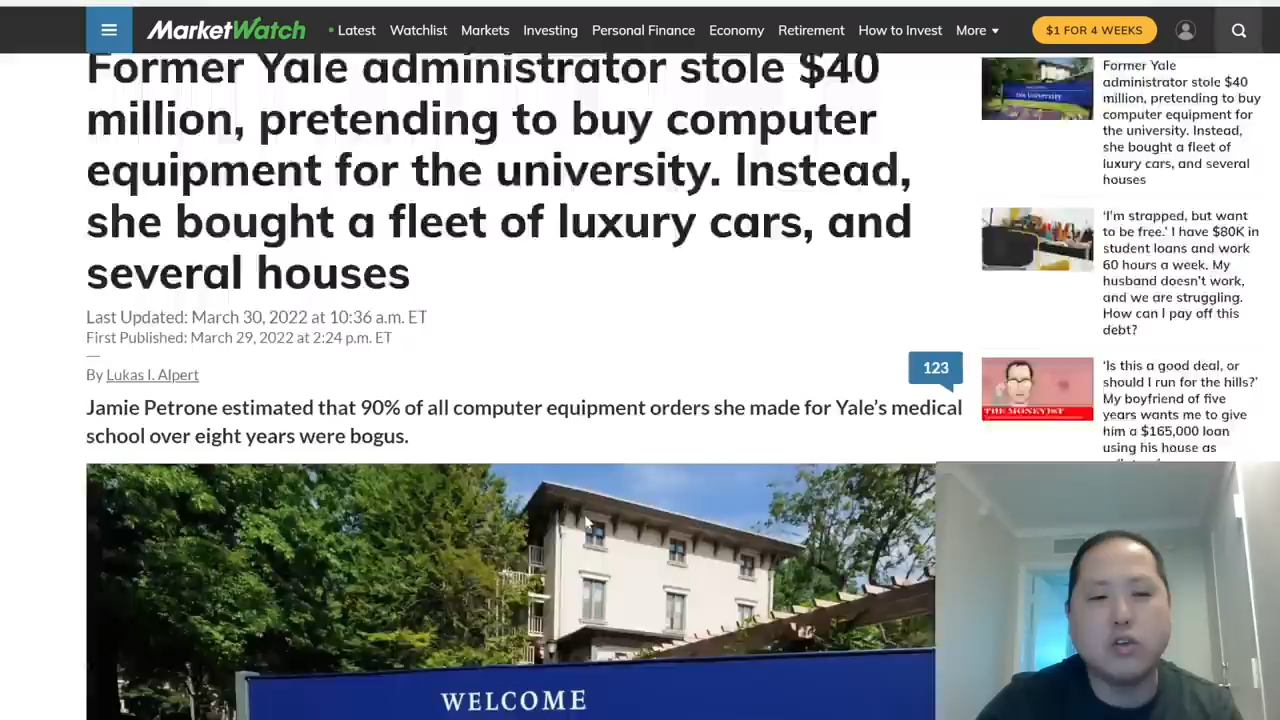 MarketWatch
Latest
Watchlist
Markets
Investing
Personal Finance
Economy
Retirement
How to Invest
More
$1 FOR 4 WEEKS
Former Yale administrator stole $40
million, pretending to buy computer
equipment for the university. Instead,
she bought a fleet of luxury cars, and
several houses
Last Updated: March 30, 2022 at 10:36 a.m. ET
First Published: March 29, 2022 at 2:24 p.m. ET
By Lukas I. Alpert
123
Jamie Petrone estimated that 90% of all computer equipment orders she made for Yale’s medical
school over eight years were bogus.
WELCOME
Former Yale
administrator stole $40
million, pretending to buy
computer equipment for
the university. Instead,
she bought a fleet of
luxury cars, and several
houses
‘I’m strapped, but want
to be free.’ I have $80K in
student loans and work
60 hours a week. My
husband doesn’t work,
and we are struggling.
How can I pay off this
debt?
THE MONEYIST
‘Is this a good deal, or
should I run for the hills?’
My boyfriend of five
years wants me to give
him a $165,000 loan
using his house as